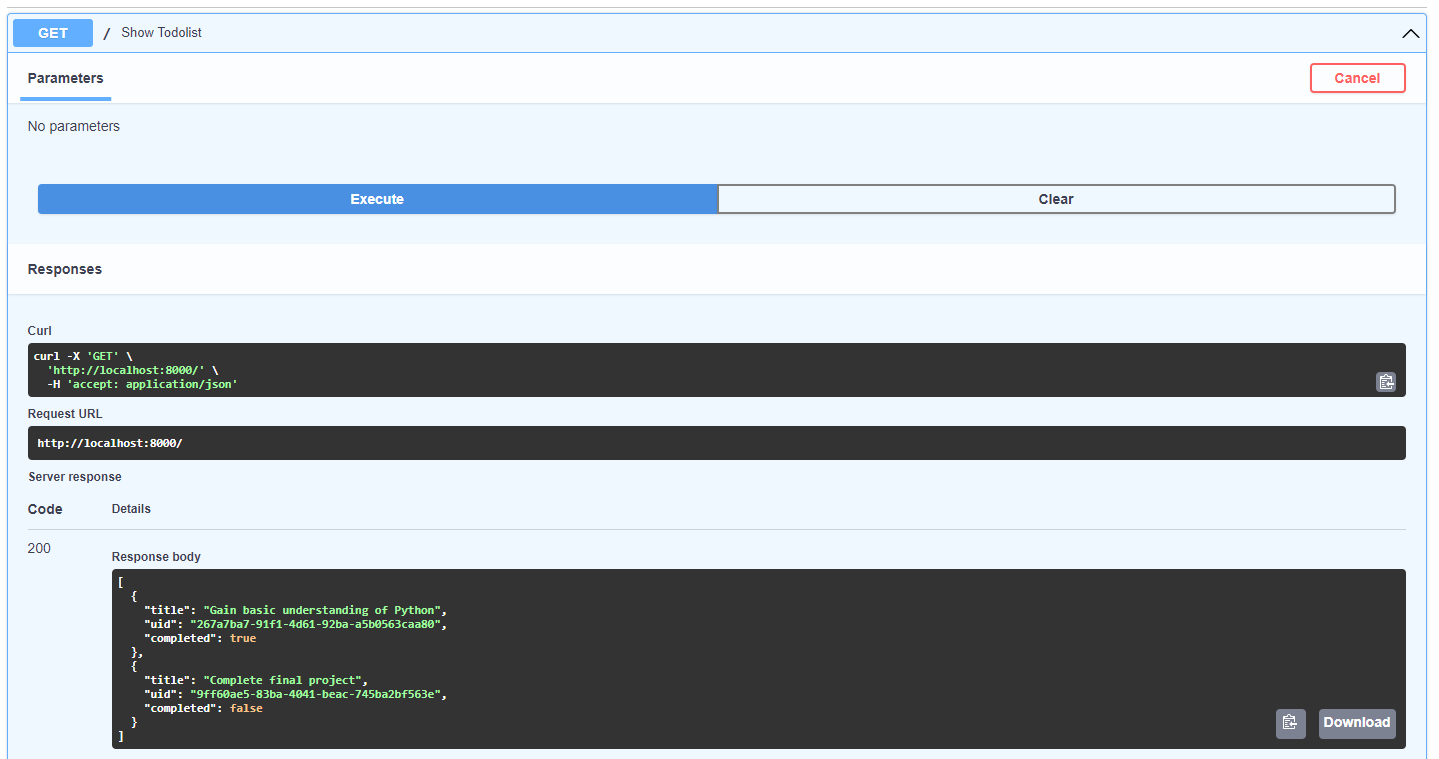 GET / Show Todolist
Parameters
Cancel
No parameters
Execute
Clear
Responses
Curl
curl -X 'GET' \
  'http://localhost:8000/' \
  -H 'accept: application/json'
Request URL
http://localhost:8000/
Server response
Code Details
200
Response body
[
  {
    "title": "Gain basic understanding of Python",
    "uid": "267a7ba7-91f1-4d61-92ba-a5b0563caa80",
    "completed": true
  },
  {
    "title": "Complete final project",
    "uid": "9ff60ae5-83ba-4041-beac-745ba2bf563e",
    "completed": false
  }
]
Download